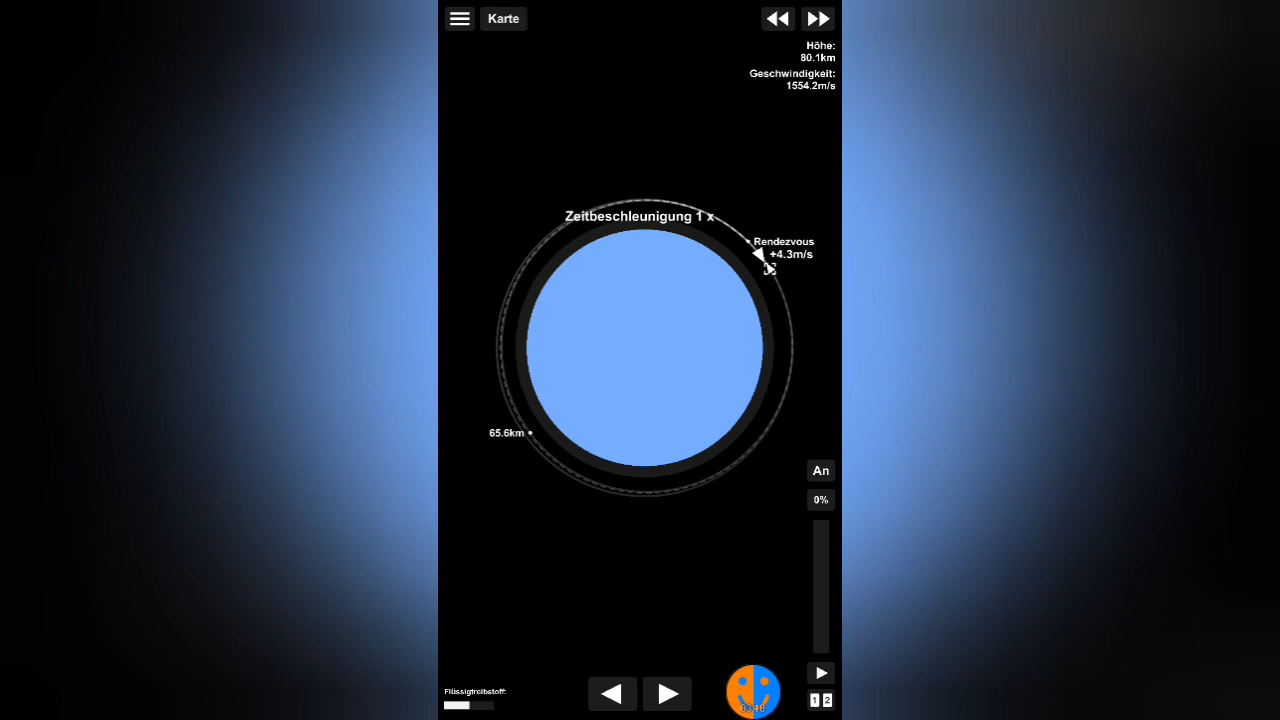 Karte
Höhe:
80.1km
Geschwindigkeit:
1554.2m/s
Zeitbeschleunigung 1 x
Rendezvous
+4.3m/s
65.6km
An
0%
Flüssigtreibstoff:
1 2